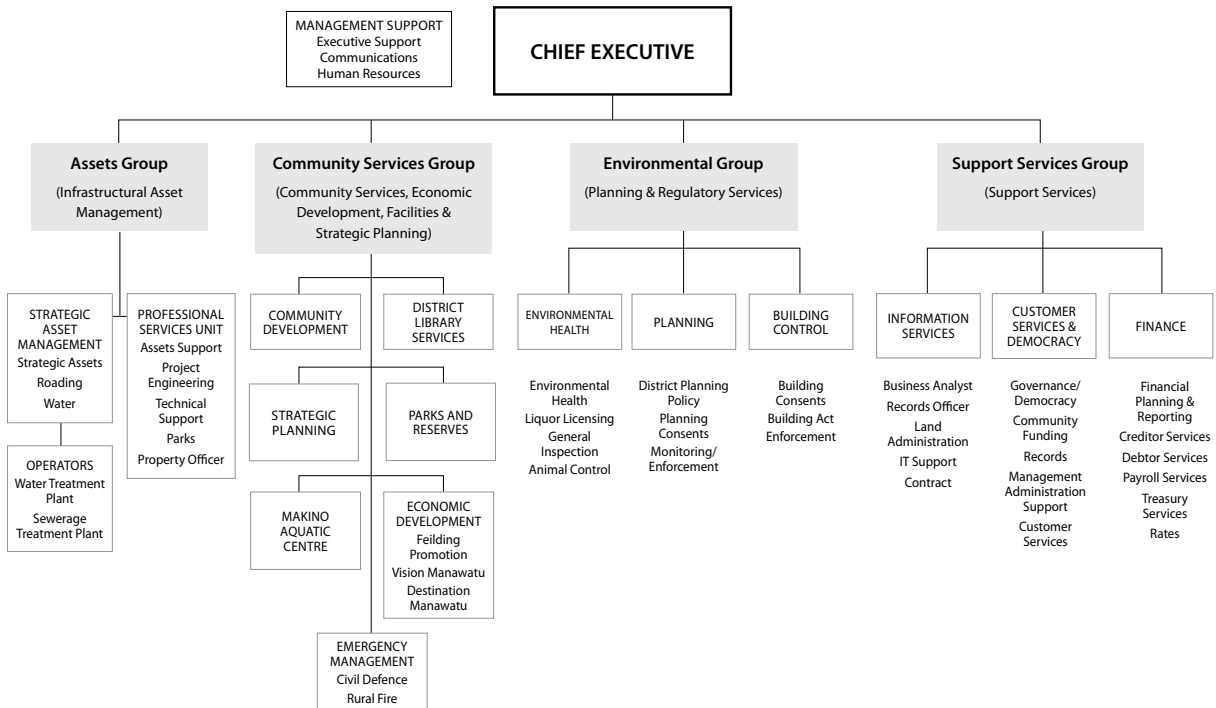 MANAGEMENT SUPPORT
Executive Support
Communications
Human Resources
CHIEF EXECUTIVE
Assets Group
(Infrastructural Asset
Management)
Community Services Group
(Community Services, Economic
Development, Facilities &
Strategic Planning)
Environmental Group
(Planning & Regulatory Services)
Support Services Group
(Support Services)
STRATEGIC
ASSET
MANAGEMENT
Strategic Assets
Roading
Water
OPERATORS
Water Treatment
Plant
Sewerage
Treatment Plant
PROFESSIONAL
SERVICES UNIT
Assets Support
Project
Engineering
Technical
Support
Parks
Property Officer
COMMUNITY
DEVELOPMENT
DISTRICT
LIBRARY
SERVICES
STRATEGIC
PLANNING
PARKS AND
RESERVES
MAKINO
AQUATIC
CENTRE
ECONOMIC
DEVELOPMENT
Feilding
Promotion
Vision Manawatu
Destination
Manawatu
EMERGENCY
MANAGEMENT
Civil Defence
Rural Fire
ENVIRONMENTAL
HEALTH
Environmental
Health
Liquor Licensing
General
Inspection
Animal Control
PLANNING
District Planning
Policy
Planning
Consents
Monitoring/
Enforcement
BUILDING
CONTROL
Building
Consents
Building Act
Enforcement
INFORMATION
SERVICES
Business Analyst
Records Officer
Land
Administration
IT Support
Contract
CUSTOMER
SERVICES &
DEMOCRACY
Governance/
Democracy
Community
Funding
Records
Management
Administration
Support
Customer
Services
FINANCE
Financial
Planning &
Reporting
Creditor Services
Debtor Services
Payroll Services
Treasury
Services
Rates